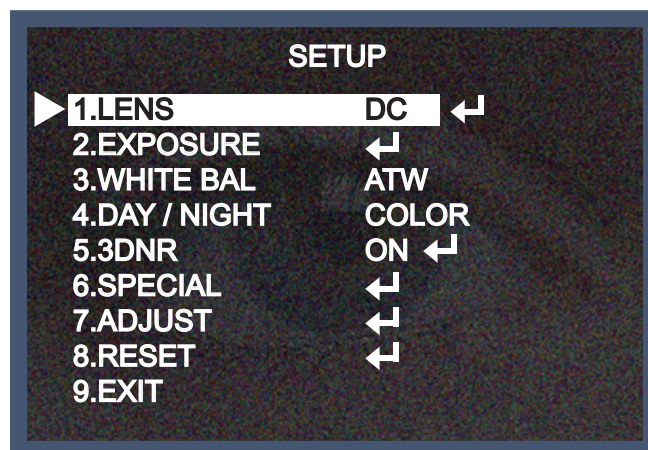 SETUP
1.LENS DC ↵
2.EXPOSURE ↵
3.WHITE BAL ATW
4.DAY / NIGHT COLOR
5.3DNR ON ↵
6.SPECIAL ↵
7.ADJUST ↵
8.RESET ↵
9.EXIT